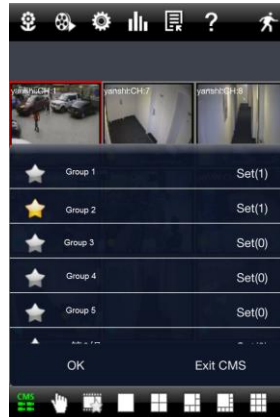 yanshi:CH:1 yanshi:CH:7 yanshi:CH:8
Group 1 Set(1)
Group 2 Set(1)
Group 3 Set(0)
Group 4 Set(0)
Group 5 Set(0)
OK Exit CMS
CMS